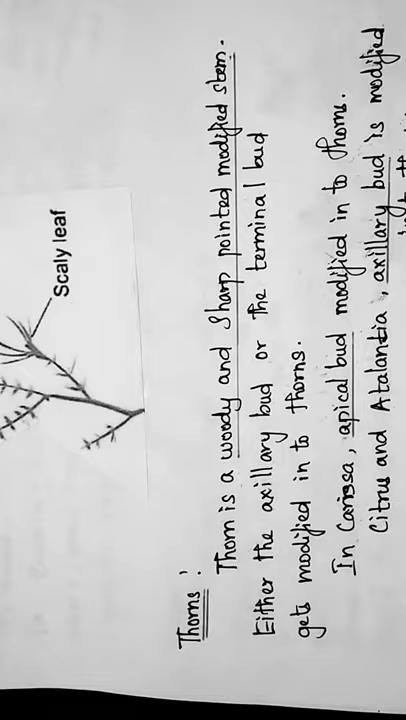 Scaly leaf
Thorns :
Thorn is a woody and Sharp pointed modified stem.
Either the axillary bud or the terminal bud
gets modified in to thorns.
In Carissa, apical bud modified in to thorns.
Citrus and Atalantia, axillary bud is modified